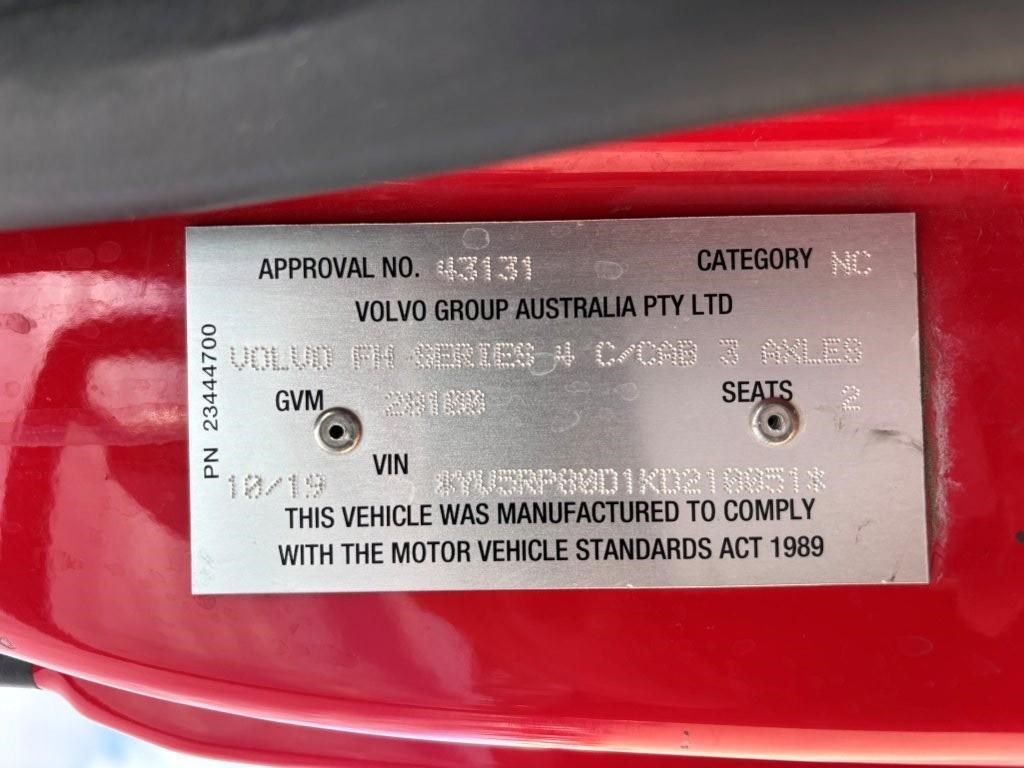 APPROVAL NO. 43131 CATEGORY NC
VOLVO GROUP AUSTRALIA PTY LTD
VOLVO FH SERIES 4 C/CAB 3 AXLES
GVM 28100 SEATS 2
10/19 VIN *YV5RP80D1KD210051*
THIS VEHICLE WAS MANUFACTURED TO COMPLY
WITH THE MOTOR VEHICLE STANDARDS ACT 1989
PN 23444700